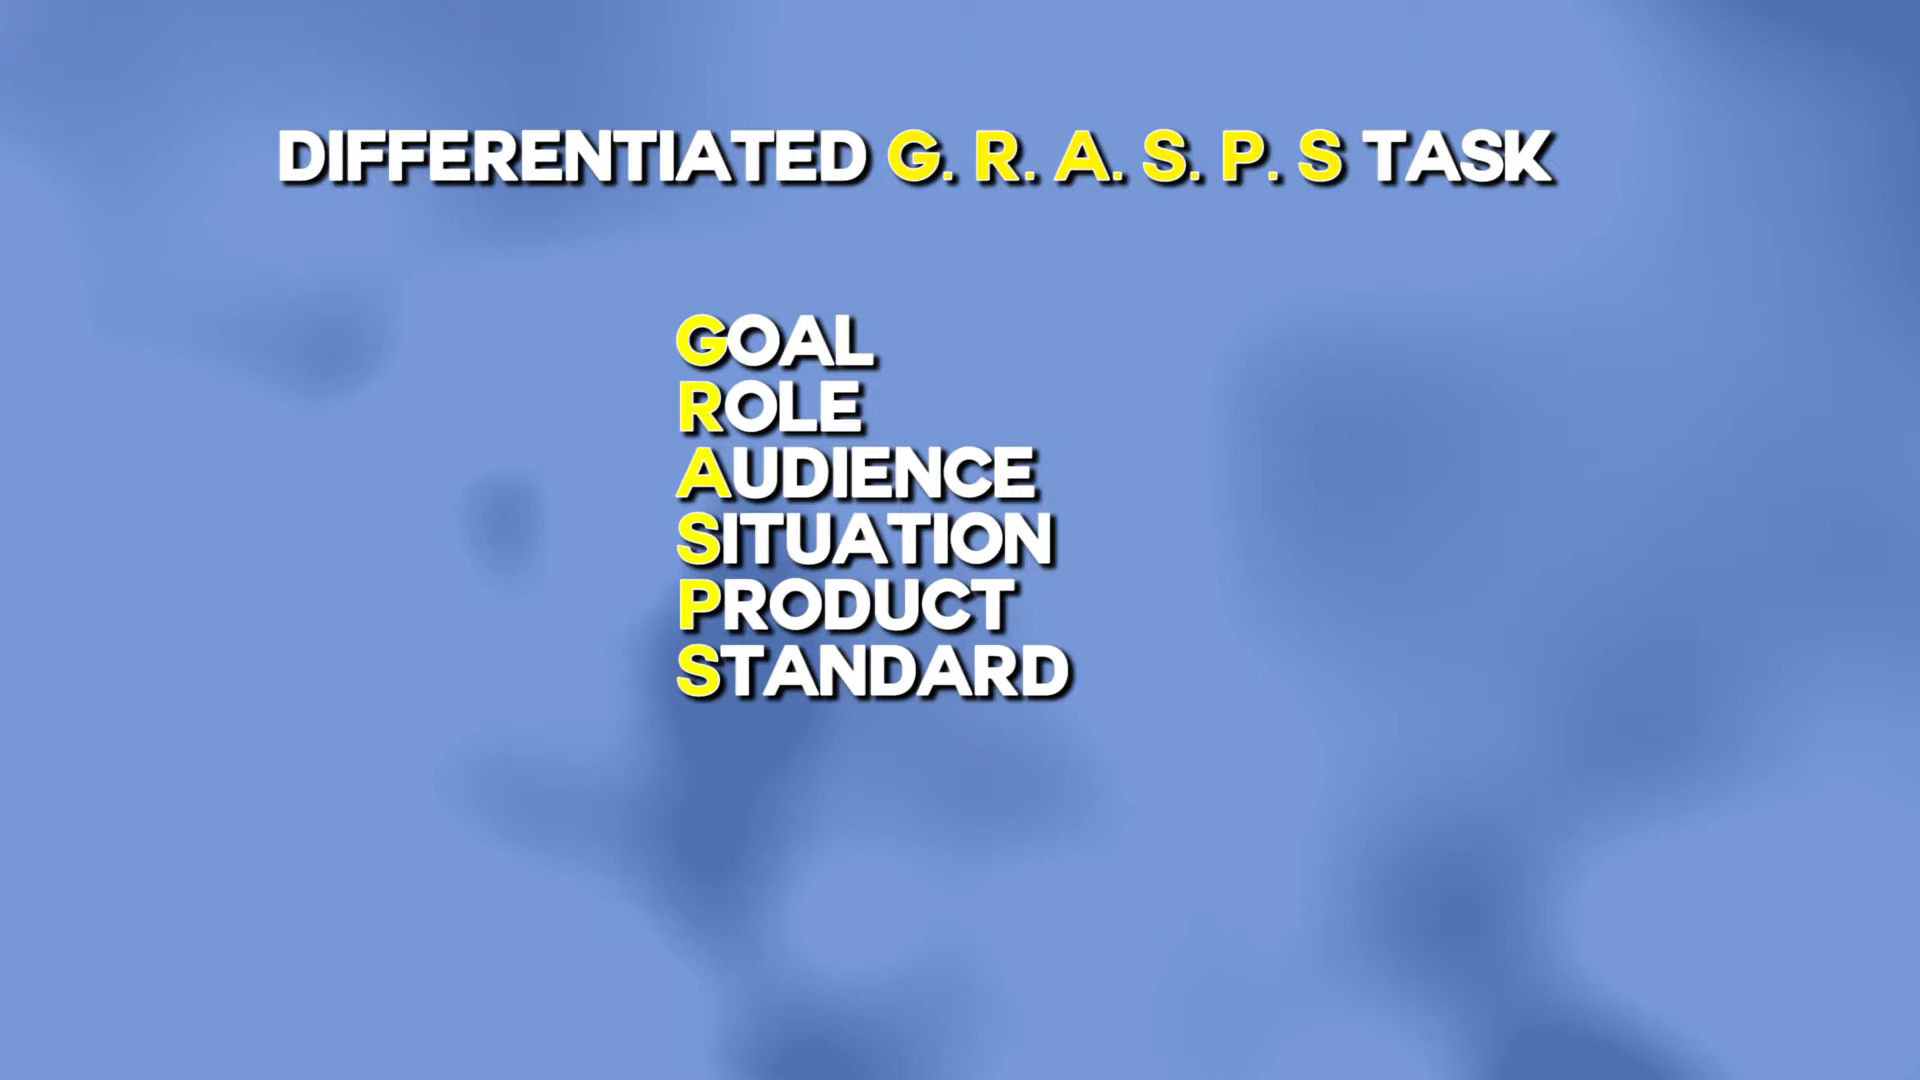 DIFFERENTIATED G. R. A. S. P. S TASK
GOAL
ROLE
AUDIENCE
SITUATION
PRODUCT
STANDARD